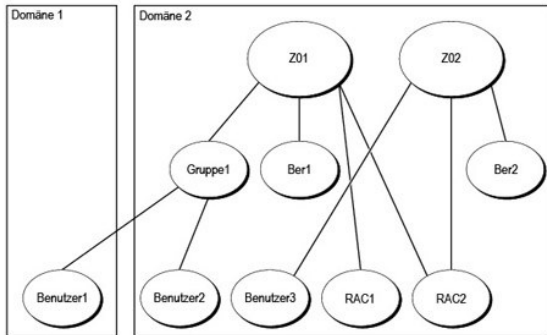 Domäne 1
Domäne 2
Z01
Z02
Gruppe1
Ber1
Ber2
Benutzer1
Benutzer2
Benutzer3
RAC1
RAC2